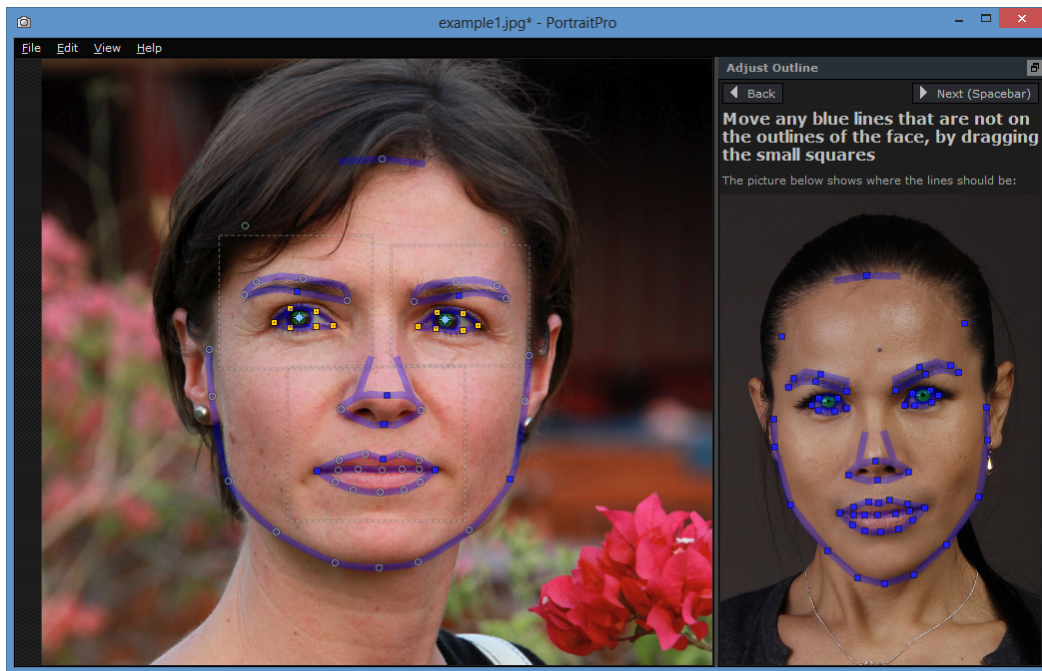 example1.jpg* - PortraitPro
File Edit View Help
Adjust Outline
Back Next (Spacebar)
Move any blue lines that are not on
the outlines of the face, by dragging
the small squares
The picture below shows where the lines should be: